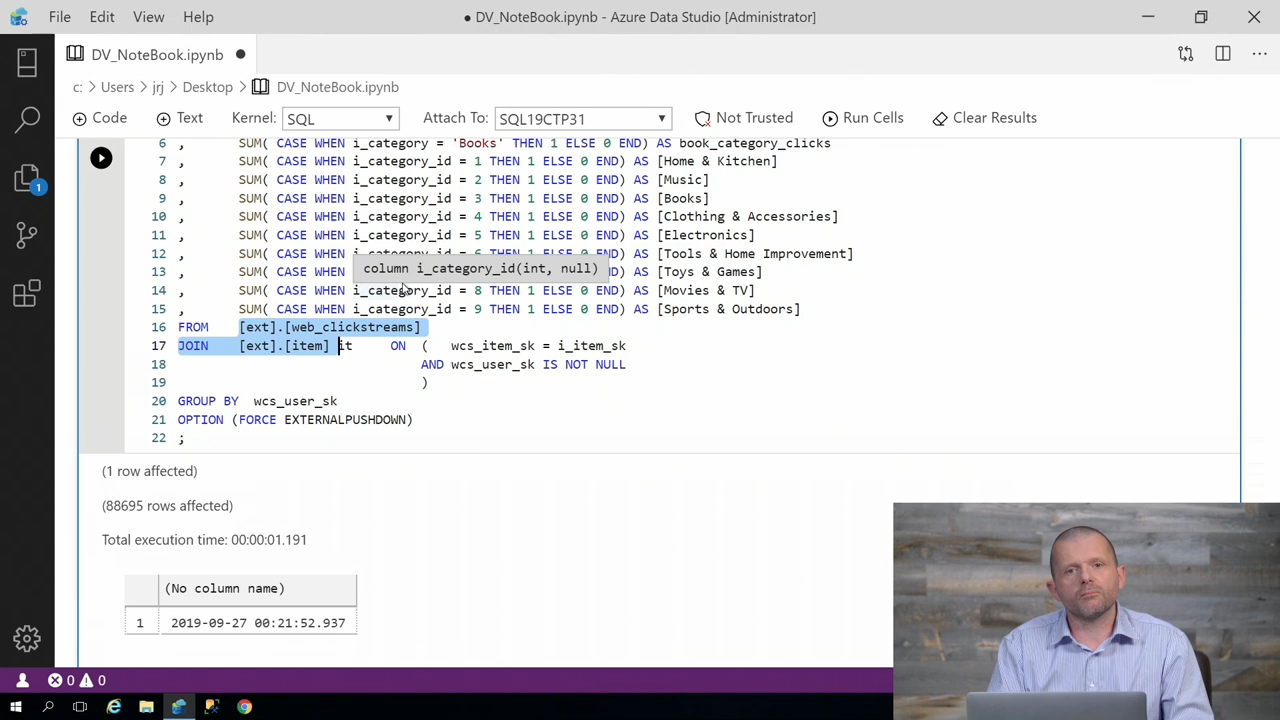 File Edit View Help ● DV_NoteBook.ipynb - Azure Data Studio [Administrator]
DV_NoteBook.ipynb ●
c: > Users > jrj > Desktop > DV_NoteBook.ipynb
Code Text Kernel: SQL Attach To: SQL19CTP31 Not Trusted Run Cells Clear Results
6 , SUM( CASE WHEN i_category = 'Books' THEN 1 ELSE 0 END) AS book_category_clicks
7 , SUM( CASE WHEN i_category_id = 1 THEN 1 ELSE 0 END) AS [Home & Kitchen]
8 , SUM( CASE WHEN i_category_id = 2 THEN 1 ELSE 0 END) AS [Music]
9 , SUM( CASE WHEN i_category_id = 3 THEN 1 ELSE 0 END) AS [Books]
10 , SUM( CASE WHEN i_category_id = 4 THEN 1 ELSE 0 END) AS [Clothing & Accessories]
11 , SUM( CASE WHEN i_category_id = 5 THEN 1 ELSE 0 END) AS [Electronics]
12 , SUM( CASE WHEN i_category_id = 6 THEN 1 ELSE 0 END) AS [Tools & Home Improvement]
column i_category_id(int, null)
13 , SUM( CASE WHEN AS [Toys & Games]
14 , SUM( CASE WHEN i_category_id = 8 THEN 1 ELSE 0 END) AS [Movies & TV]
15 , SUM( CASE WHEN i_category_id = 9 THEN 1 ELSE 0 END) AS [Sports & Outdoors]
16 FROM [ext].[web_clickstreams]
17 JOIN [ext].[item] it ON ( wcs_item_sk = i_item_sk
18 AND wcs_user_sk IS NOT NULL
19 )
20 GROUP BY wcs_user_sk
21 OPTION (FORCE EXTERNALPUSHDOWN)
22 ;
(1 row affected)
(88695 rows affected)
Total execution time: 00:00:01.191
(No column name)
1 2019-09-27 00:21:52.937
1
0 0